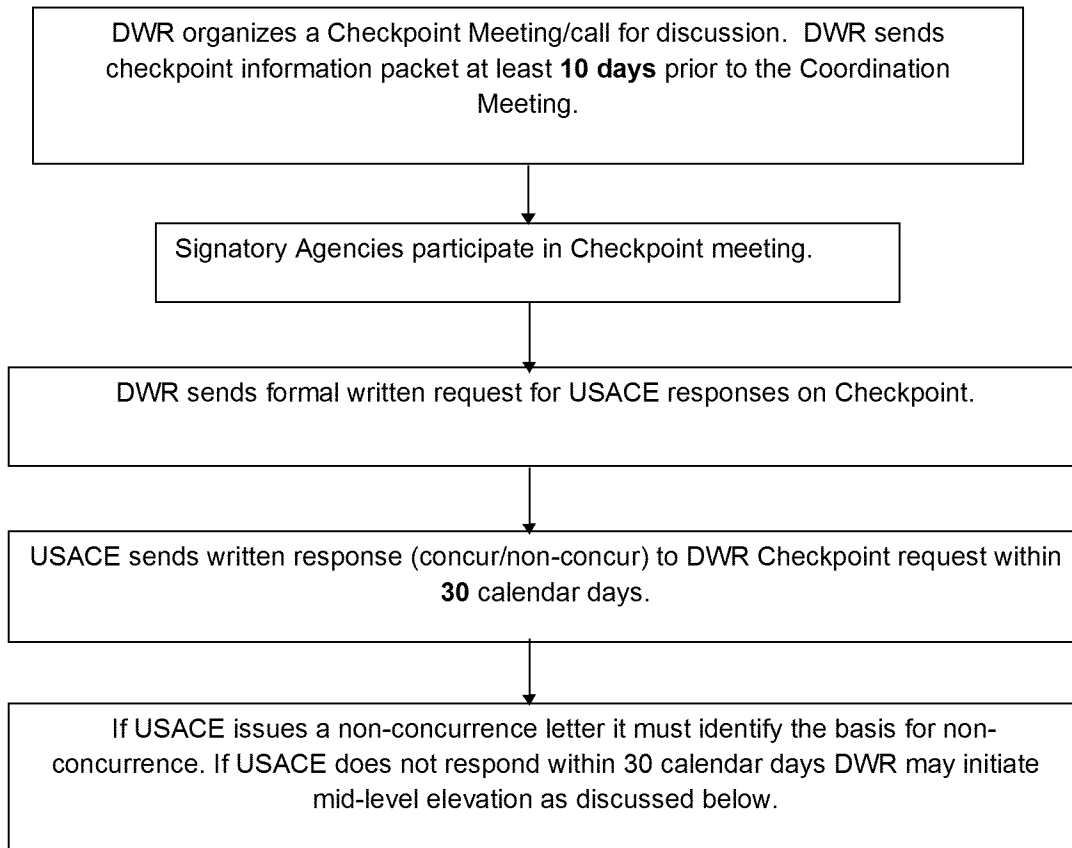 DWR organizes a Checkpoint Meeting/call for discussion.  DWR sends
checkpoint information packet at least 10 days prior to the Coordination
Meeting.
Signatory Agencies participate in Checkpoint meeting.
DWR sends formal written request for USACE responses on Checkpoint.
USACE sends written response (concur/non-concur) to DWR Checkpoint request within
30 calendar days.
If USACE issues a non-concurrence letter it must identify the basis for non-
concurrence. If USACE does not respond within 30 calendar days DWR may initiate
mid-level elevation as discussed below.